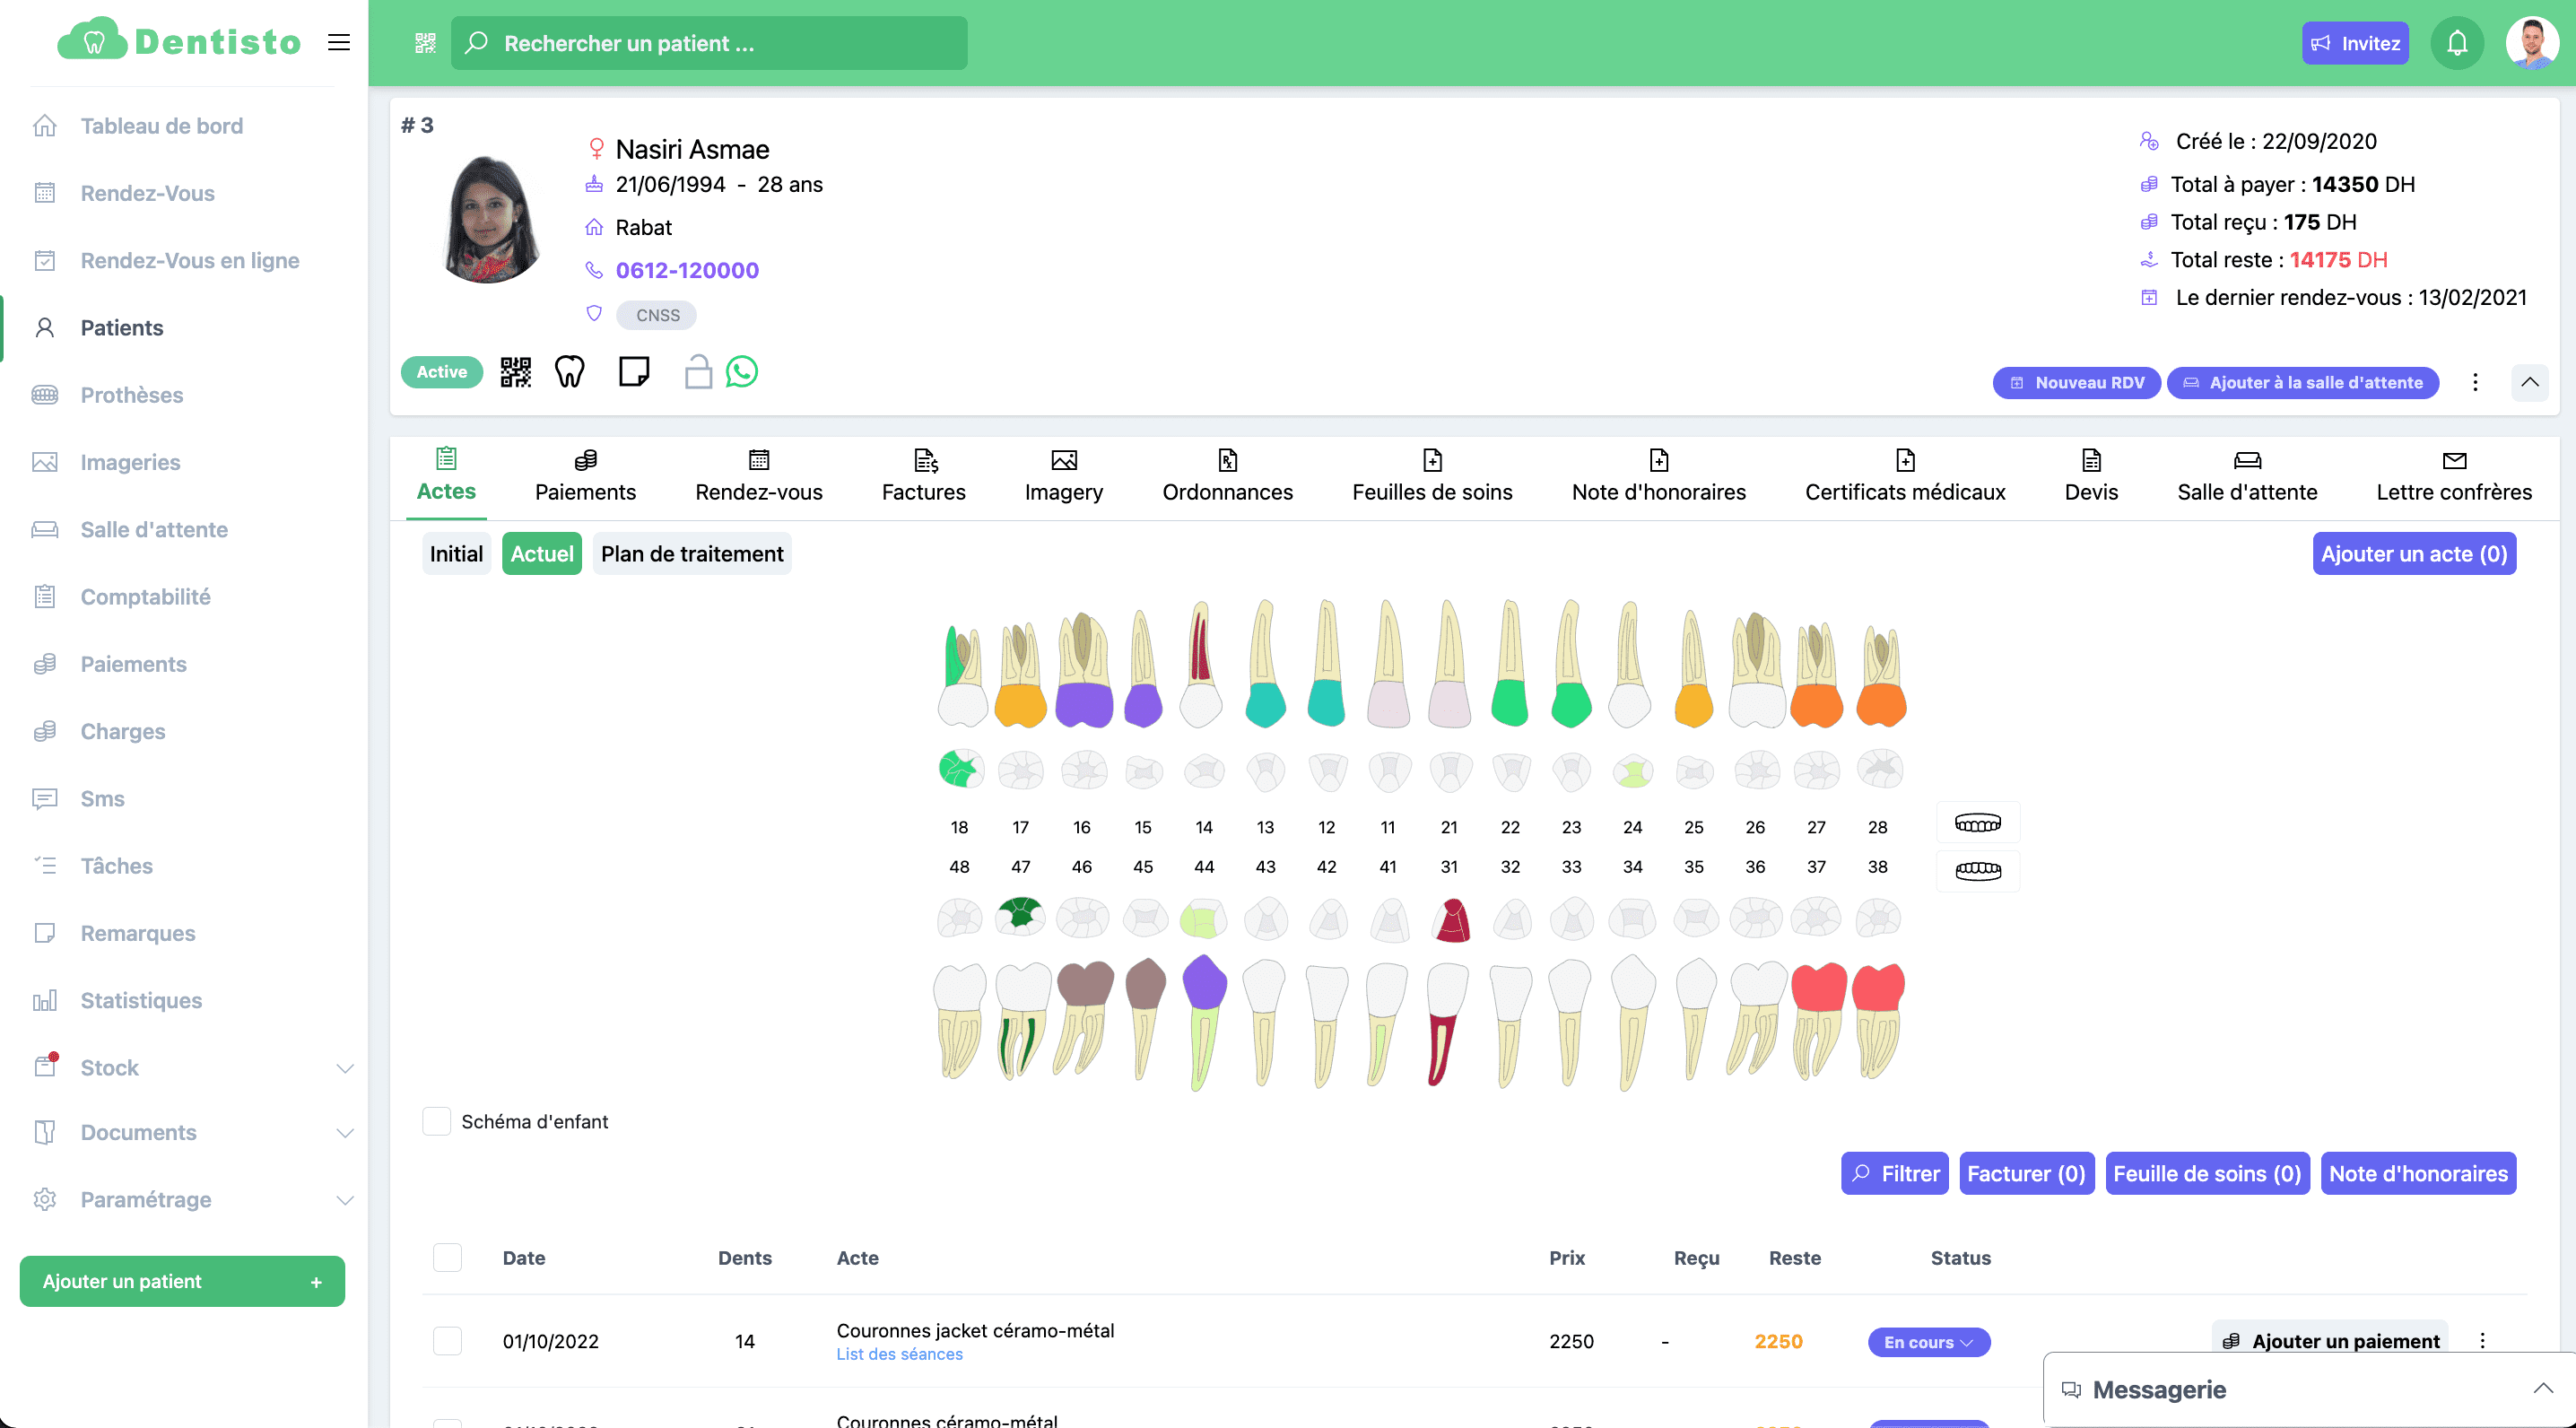 Dentisto
Rechercher un patient ...
Invitez
Tableau de bord
Rendez-Vous
Rendez-Vous en ligne
Patients
Prothèses
Imageries
Salle d'attente
Comptabilité
Paiements
Charges
Sms
Tâches
Remarques
Statistiques
Stock
Documents
Paramétrage
Ajouter un patient +
# 3
Nasiri Asmae
21/06/1994 - 28 ans
Rabat
0612-120000
CNSS
Active
Créé le : 22/09/2020
Total à payer : 14350 DH
Total reçu : 175 DH
Total reste : 14175 DH
Le dernier rendez-vous : 13/02/2021
Nouveau RDV
Ajouter à la salle d'attente
Actes
Paiements
Rendez-vous
Factures
Imagery
Ordonnances
Feuilles de soins
Note d'honoraires
Certificats médicaux
Devis
Salle d'attente
Lettre confrères
Initial
Actuel
Plan de traitement
Ajouter un acte (0)
18 17 16 15 14 13 12 11 21 22 23 24 25 26 27 28
48 47 46 45 44 43 42 41 31 32 33 34 35 36 37 38
Schéma d'enfant
Filtrer
Facturer (0)
Feuille de soins (0)
Note d'honoraires
Date Dents Acte Prix Reçu Reste Status
01/10/2022 14 Couronnes jacket céramo-métal 2250 - 2250 En cours Ajouter un paiement
List des séances
Couronnes céramo-métal
Messagerie